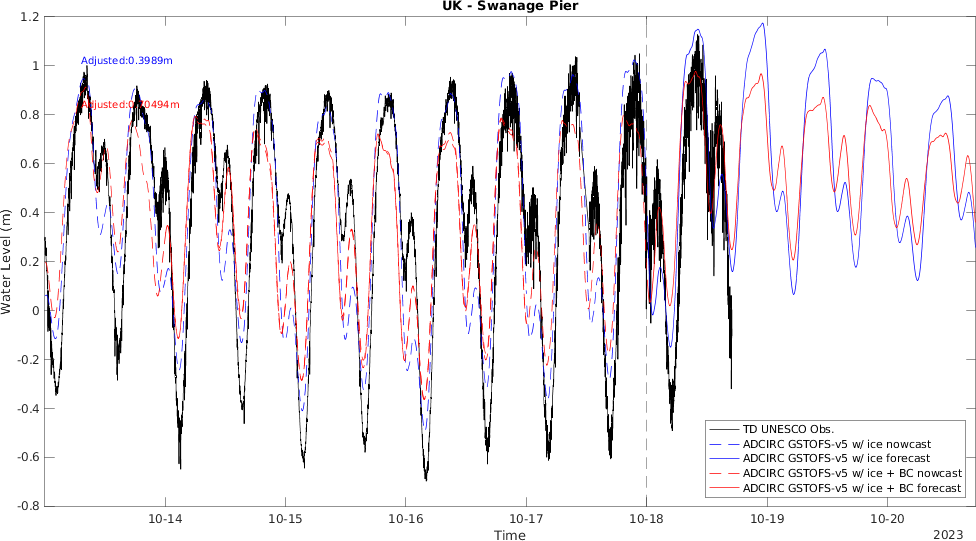 UK - Swanage Pier
1.2
1
0.8
0.6
0.4
0.2
0
-0.2
-0.4
-0.6
-0.8
Water Level (m)
Adjusted:0.3989m
10-14
10-15
10-16
10-17
10-18
10-19
10-20
Time
2023
TD UNESCO Obs.
ADCIRC GSTOFS-v5 w/ ice nowcast
ADCIRC GSTOFS-v5 w/ ice forecast
ADCIRC GSTOFS-v5 w/ ice + BC nowcast
ADCIRC GSTOFS-v5 w/ ice + BC forecast